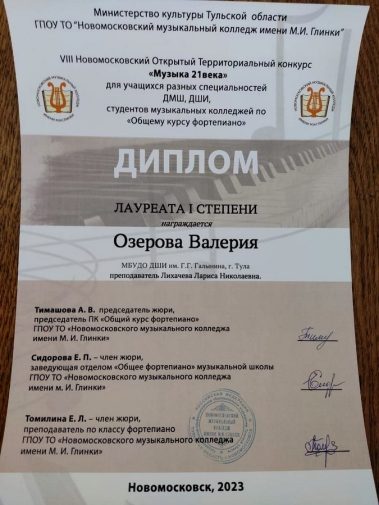 Министерство культуры Тульской области
ГПОУ ТО "Новомосковский музыкальный колледж имени М.И. Глинки"
VIII Новомосковский Открытый Территориальный конкурс
«Музыка 21века»
для учащихся разных специальностей
ДМШ, ДШИ,
студентов музыкальных колледжей по
«Общему курсу фортепиано»
ДИПЛОМ
ЛАУРЕАТА I СТЕПЕНИ
награждается
Озерова Валерия
МБУДО ДШИ им. Г.Г. Галынина, г. Тула
преподаватель Лихачева Лариса Николаевна.
Тимашова А. В. председатель жюри,
председатель ПК «Общий курс фортепиано»
ГПОУ ТО «Новомосковского музыкального колледжа
имени М. И. Глинки»
Сидорова Е. П. – член жюри,
заведующая отделом «Общее фортепиано» музыкальной школы
ГПОУ ТО «Новомосковского музыкального колледжа
имени м. И. Глинки»
Томилина Е. Л. – член жюри,
преподаватель по классу фортепиано
ГПОУ ТО «Новомосковского музыкального колледжа
имени М. И. Глинки»
Новомосковск, 2023